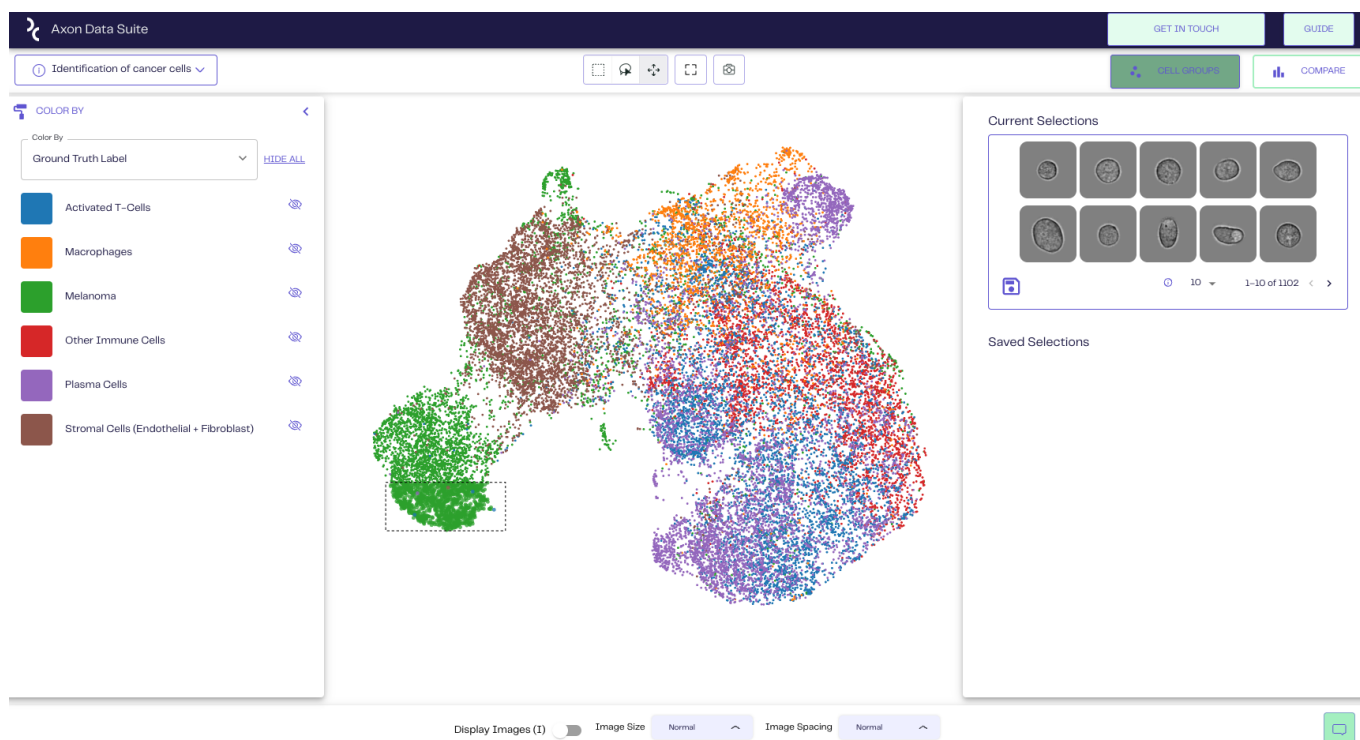 Axon Data Suite
GET IN TOUCH
GUIDE
Identification of cancer cells
CELL GROUPS
COMPARE
COLOR BY
Color By
Ground Truth Label
HIDE ALL
Activated T-Cells
Macrophages
Melanoma
Other Immune Cells
Plasma Cells
Stromal Cells (Endothelial + Fibroblast)
Current Selections
10
1–10 of 1102
Saved Selections
Display Images (I)
Image Size
Normal
Image Spacing
Normal